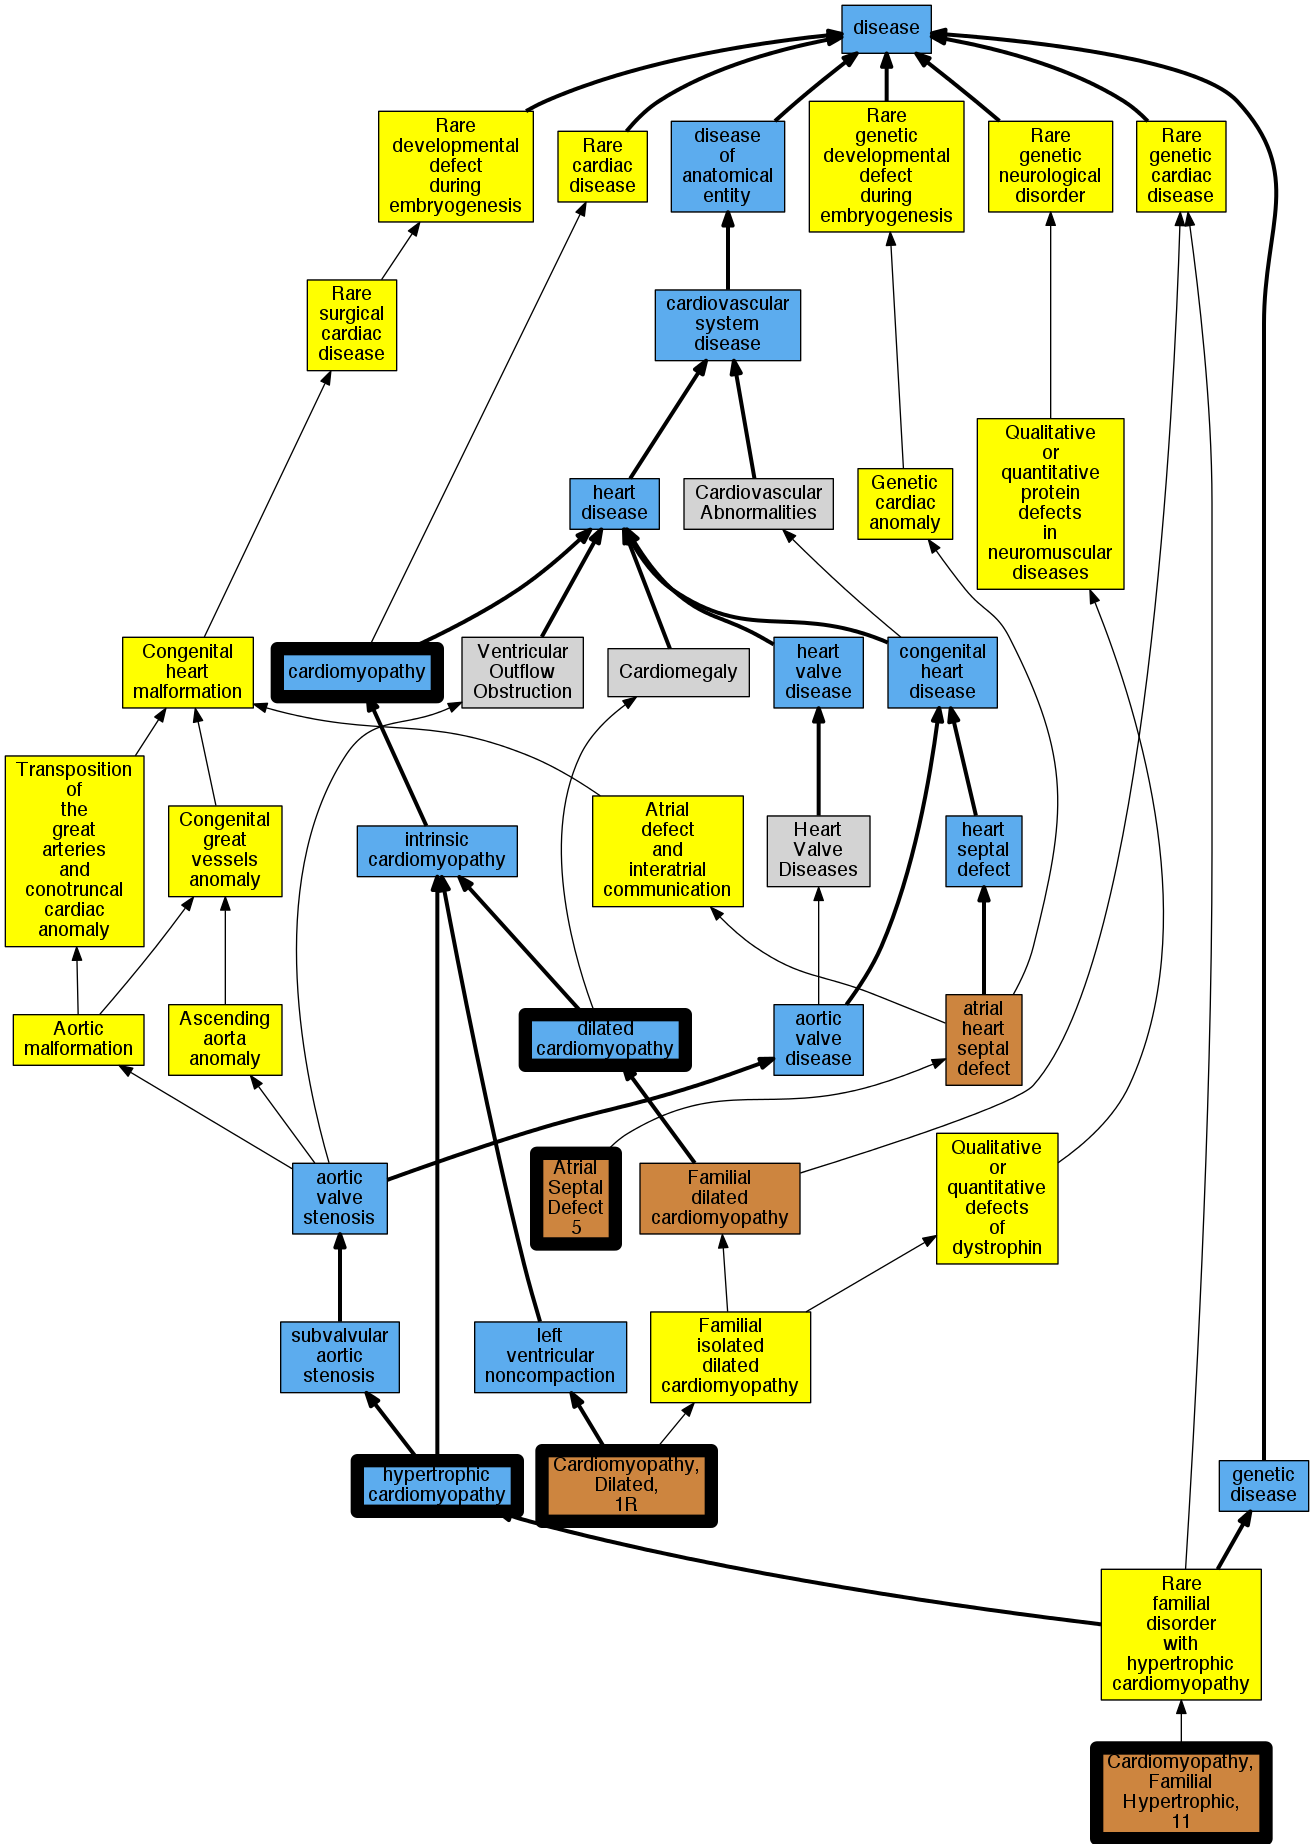 disease
Rare
developmental
defect
during
embryogenesis
Rare
cardiac
disease
disease
of
anatomical
entity
Rare
genetic
developmental
defect
during
embryogenesis
Rare
genetic
neurological
disorder
Rare
genetic
cardiac
disease
Rare
surgical
cardiac
disease
cardiovascular
system
disease
heart
disease
Cardiovascular
Abnormalities
Genetic
cardiac
anomaly
Qualitative
or
quantitative
protein
defects
in
neuromuscular
diseases
Congenital
heart
malformation
cardiomyopathy
Ventricular
Outflow
Obstruction
Cardiomegaly
heart
valve
disease
congenital
heart
disease
Transposition
of
the
great
arteries
and
conotruncal
cardiac
anomaly
Congenital
great
vessels
anomaly
intrinsic
cardiomyopathy
Atrial
defect
and
interatrial
communication
Heart
Valve
Diseases
heart
septal
defect
Aortic
malformation
Ascending
aorta
anomaly
dilated
cardiomyopathy
aortic
valve
disease
atrial
heart
septal
defect
aortic
valve
stenosis
Atrial
Septal
Defect
5
Familial
dilated
cardiomyopathy
Qualitative
or
quantitative
defects
of
dystrophin
subvalvular
aortic
stenosis
left
ventricular
noncompaction
Familial
isolated
dilated
cardiomyopathy
hypertrophic
cardiomyopathy
Cardiomyopathy,
Dilated,
1R
genetic
disease
Rare
familial
disorder
with
hypertrophic
cardiomyopathy
Cardiomyopathy,
Familial
Hypertrophic,
11